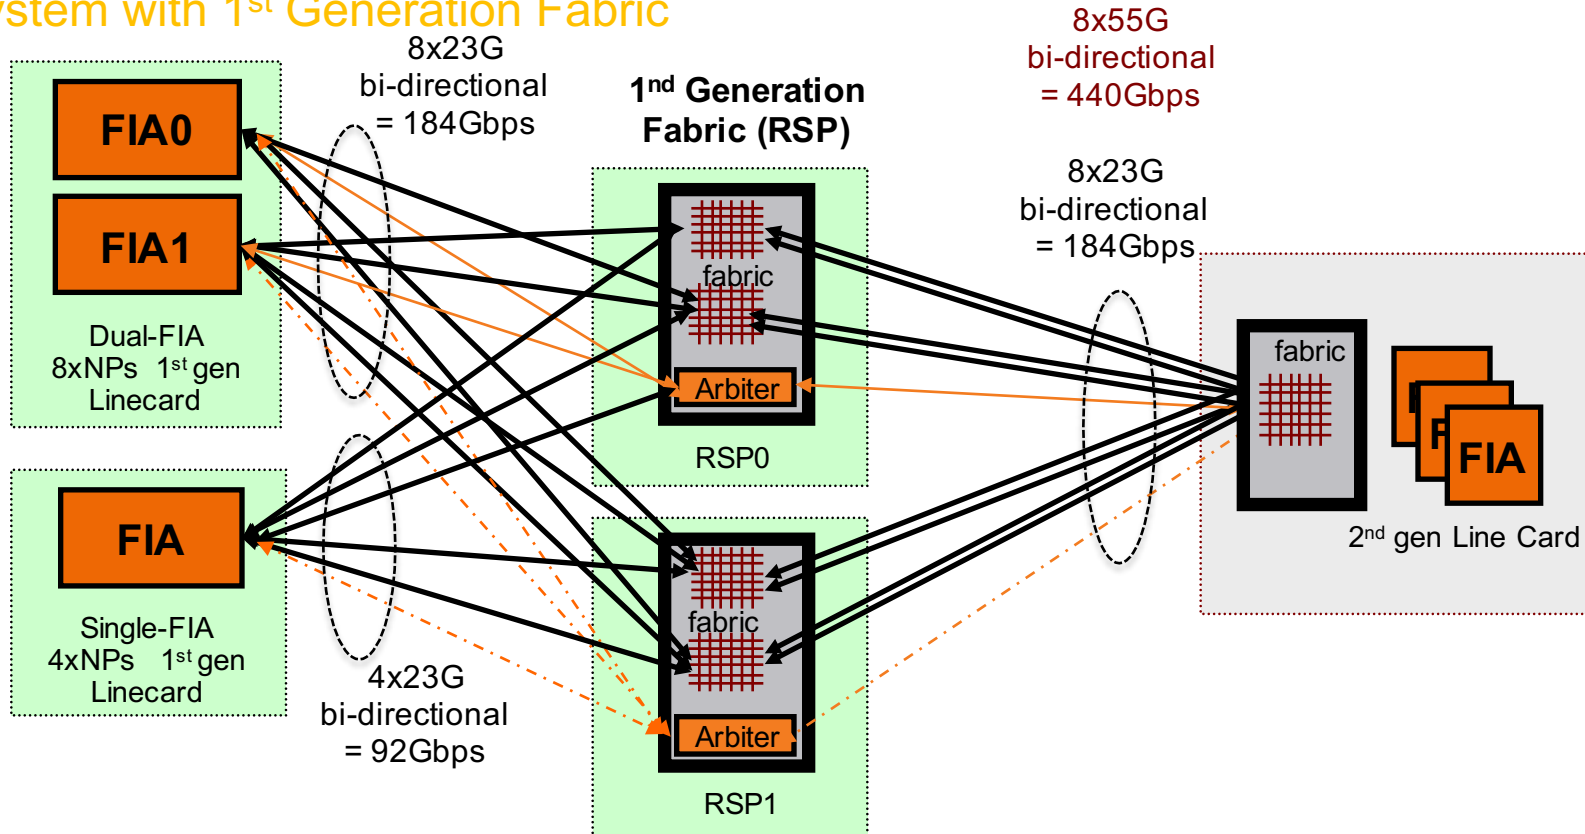 ystem with 1st Generation Fabric
8x23G
bi-directional
= 184Gbps
FIA0
FIA1
Dual-FIA
8xNPs 1st gen
Linecard
FIA
Single-FIA
4xNPs 1st gen
Linecard
4x23G
bi-directional
= 92Gbps
1nd Generation
Fabric (RSP)
fabric
Arbiter
RSP0
fabric
Arbiter
RSP1
8x55G
bi-directional
= 440Gbps
8x23G
bi-directional
= 184Gbps
fabric
F
FIA
2nd gen Line Card